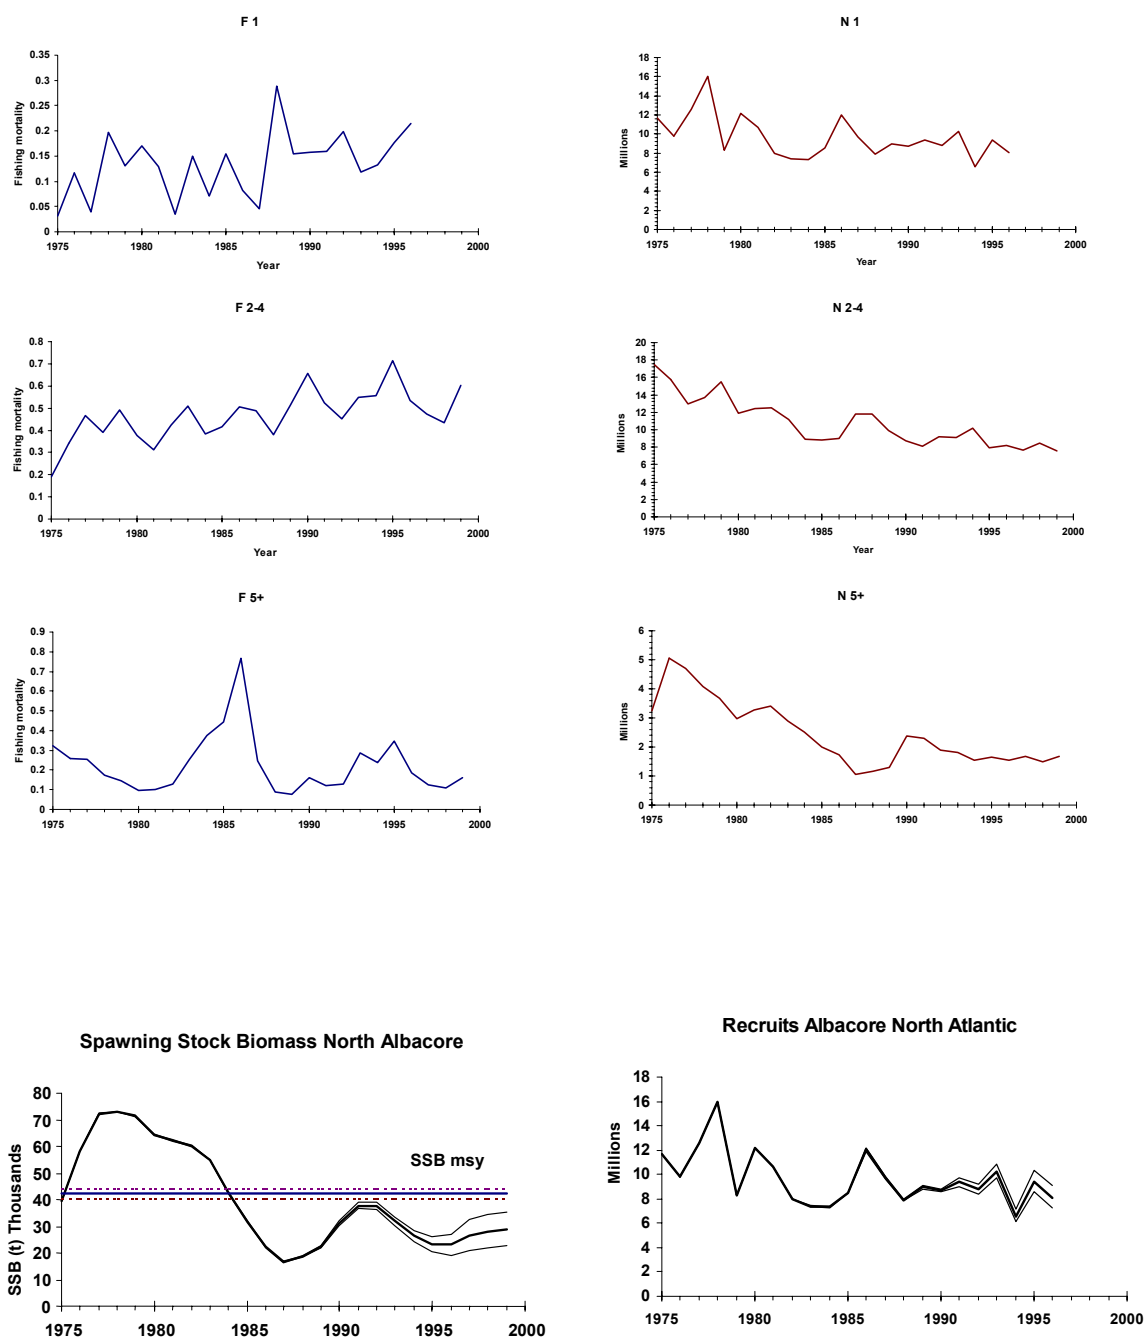 F 1
Fishing mortality
0.35
0.3
0.25
0.2
0.15
0.1
0.05
0
1975 1980 1985 1990 1995 2000
Year
N 1
Millions
18
16
14
12
10
8
6
4
2
0
1975 1980 1985 1990 1995 2000
Year
F 2-4
Fishing mortality
0.8
0.7
0.6
0.5
0.4
0.3
0.2
0.1
0
1975 1980 1985 1990 1995 2000
Year
N 2-4
Millions
20
18
16
14
12
10
8
6
4
2
0
1975 1980 1985 1990 1995 2000
Year
F 5+
Fishing mortality
0.9
0.8
0.7
0.6
0.5
0.4
0.3
0.2
0.1
0
1975 1980 1985 1990 1995 2000
N 5+
Millions
6
5
4
3
2
1
0
1975 1980 1985 1990 1995 2000
Spawning Stock Biomass North Albacore
SSB (t) Thousands
80
70
60
50
40
30
20
10
0
SSB msy
1975 1980 1985 1990 1995 2000
Recruits Albacore North Atlantic
Millions
18
16
14
12
10
8
6
4
2
0
1975 1980 1985 1990 1995 2000